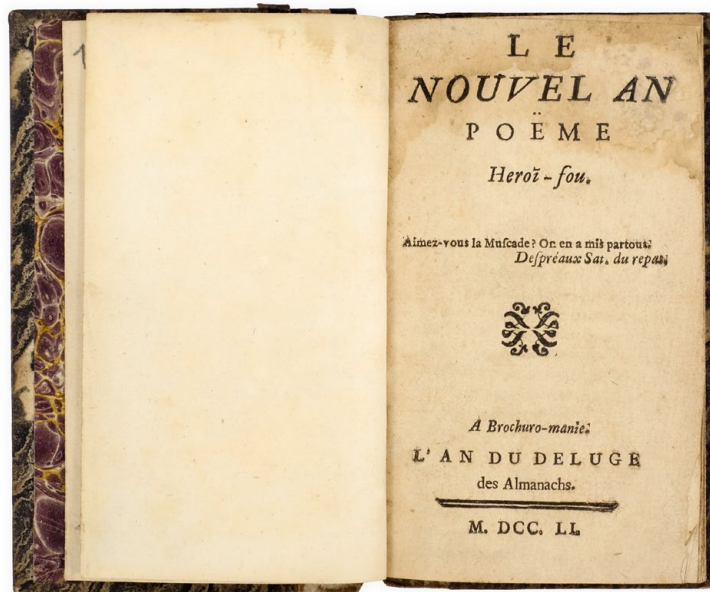 LE
NOUVEL AN
POËME
Heroï-fou.
Aimez-vous la Muſcade? On en a mis partout.
Deſpréaux Sat. du repas.
A Brochuro-manie.
L'AN DU DELUGE
des Almanachs.
M. DCC. LI.